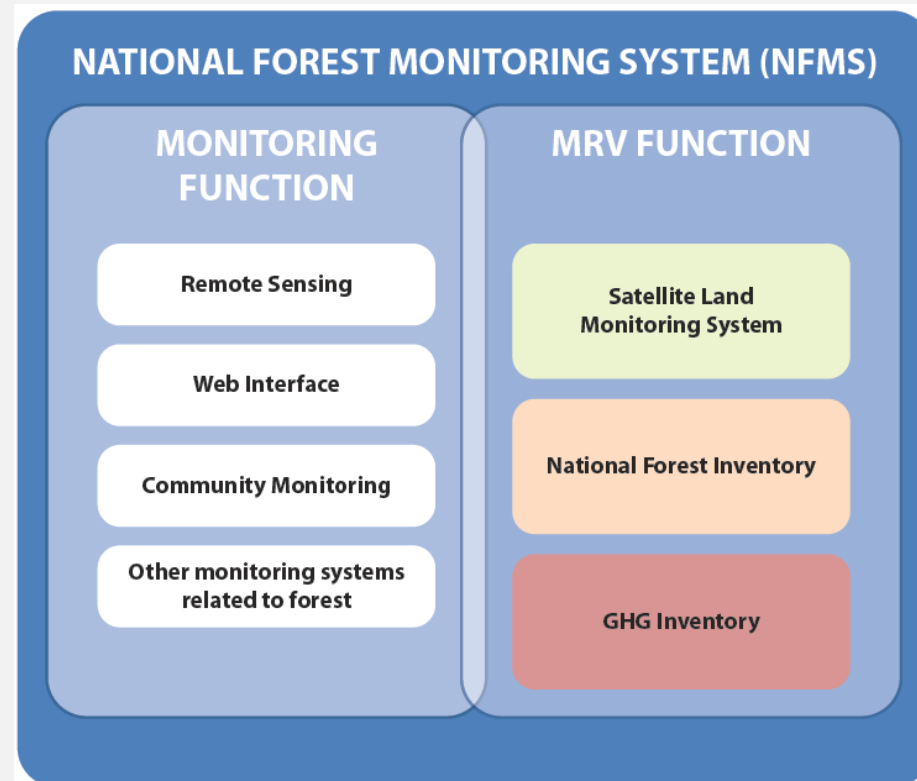 NATIONAL FOREST MONITORING SYSTEM (NFMS)
MONITORING
FUNCTION
Remote Sensing
Web Interface
Community Monitoring
Other monitoring systems
related to forest
MRV FUNCTION
Satellite Land
Monitoring System
National Forest Inventory
GHG Inventory